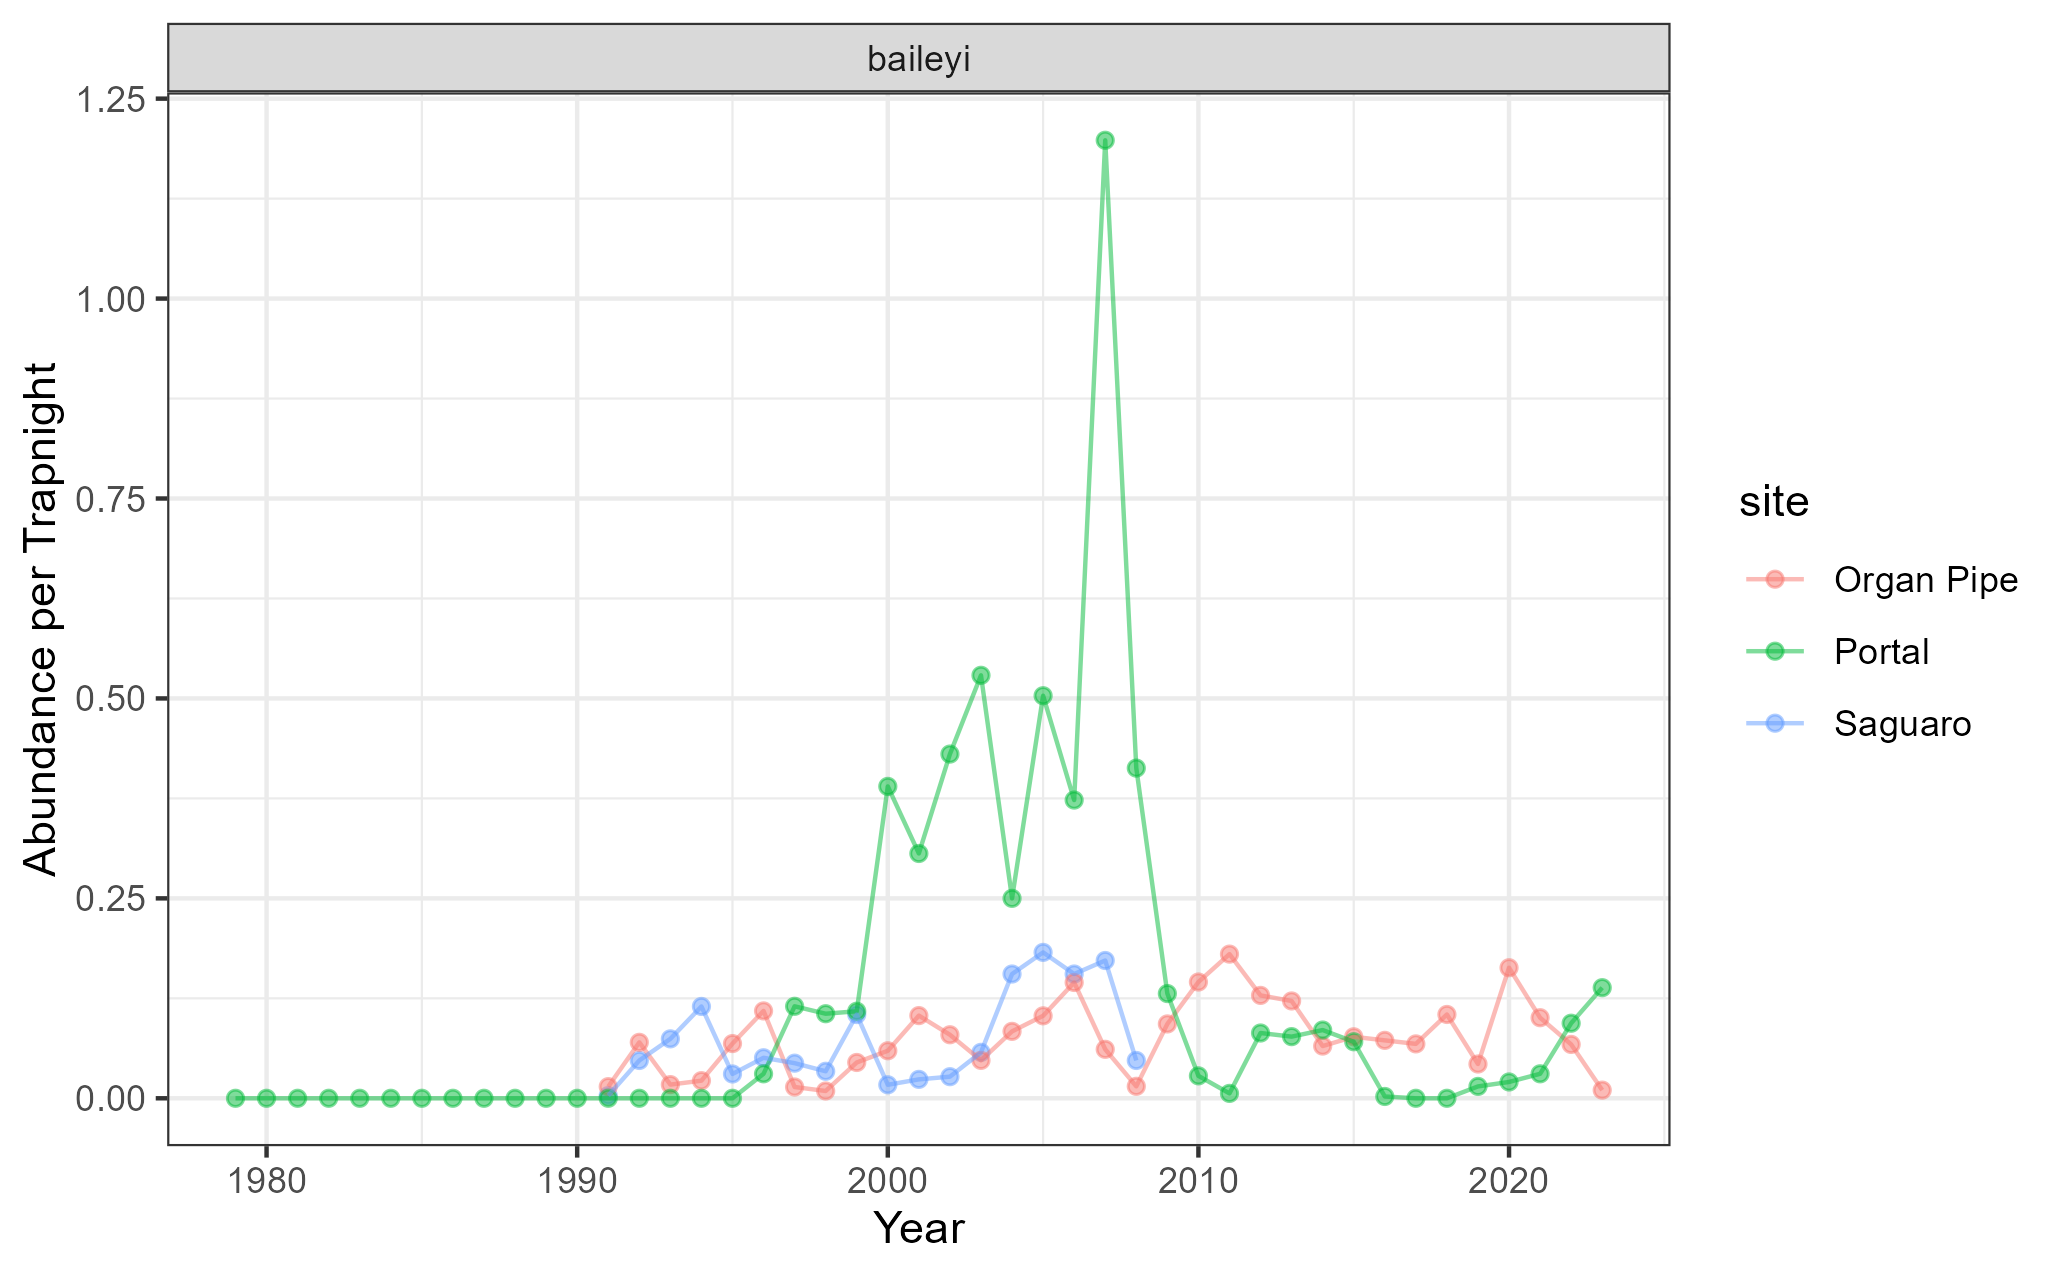 baileyi
1.25
1.00
0.75
0.50
0.25
0.00
Abundance per Trapnight
1980 1990 2000 2010 2020
Year
site
Organ Pipe
Portal
Saguaro